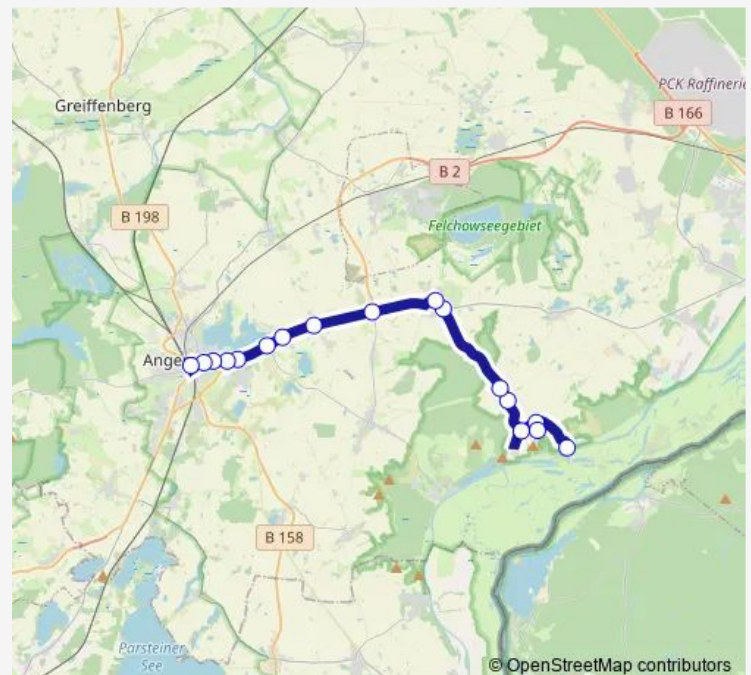 PCK Raffinerie
Greiffenberg
B 166
B 2
B 198
Felchowseegebiet
Ange
B 158
Parsteiner
See
© OpenStreetMap contributors